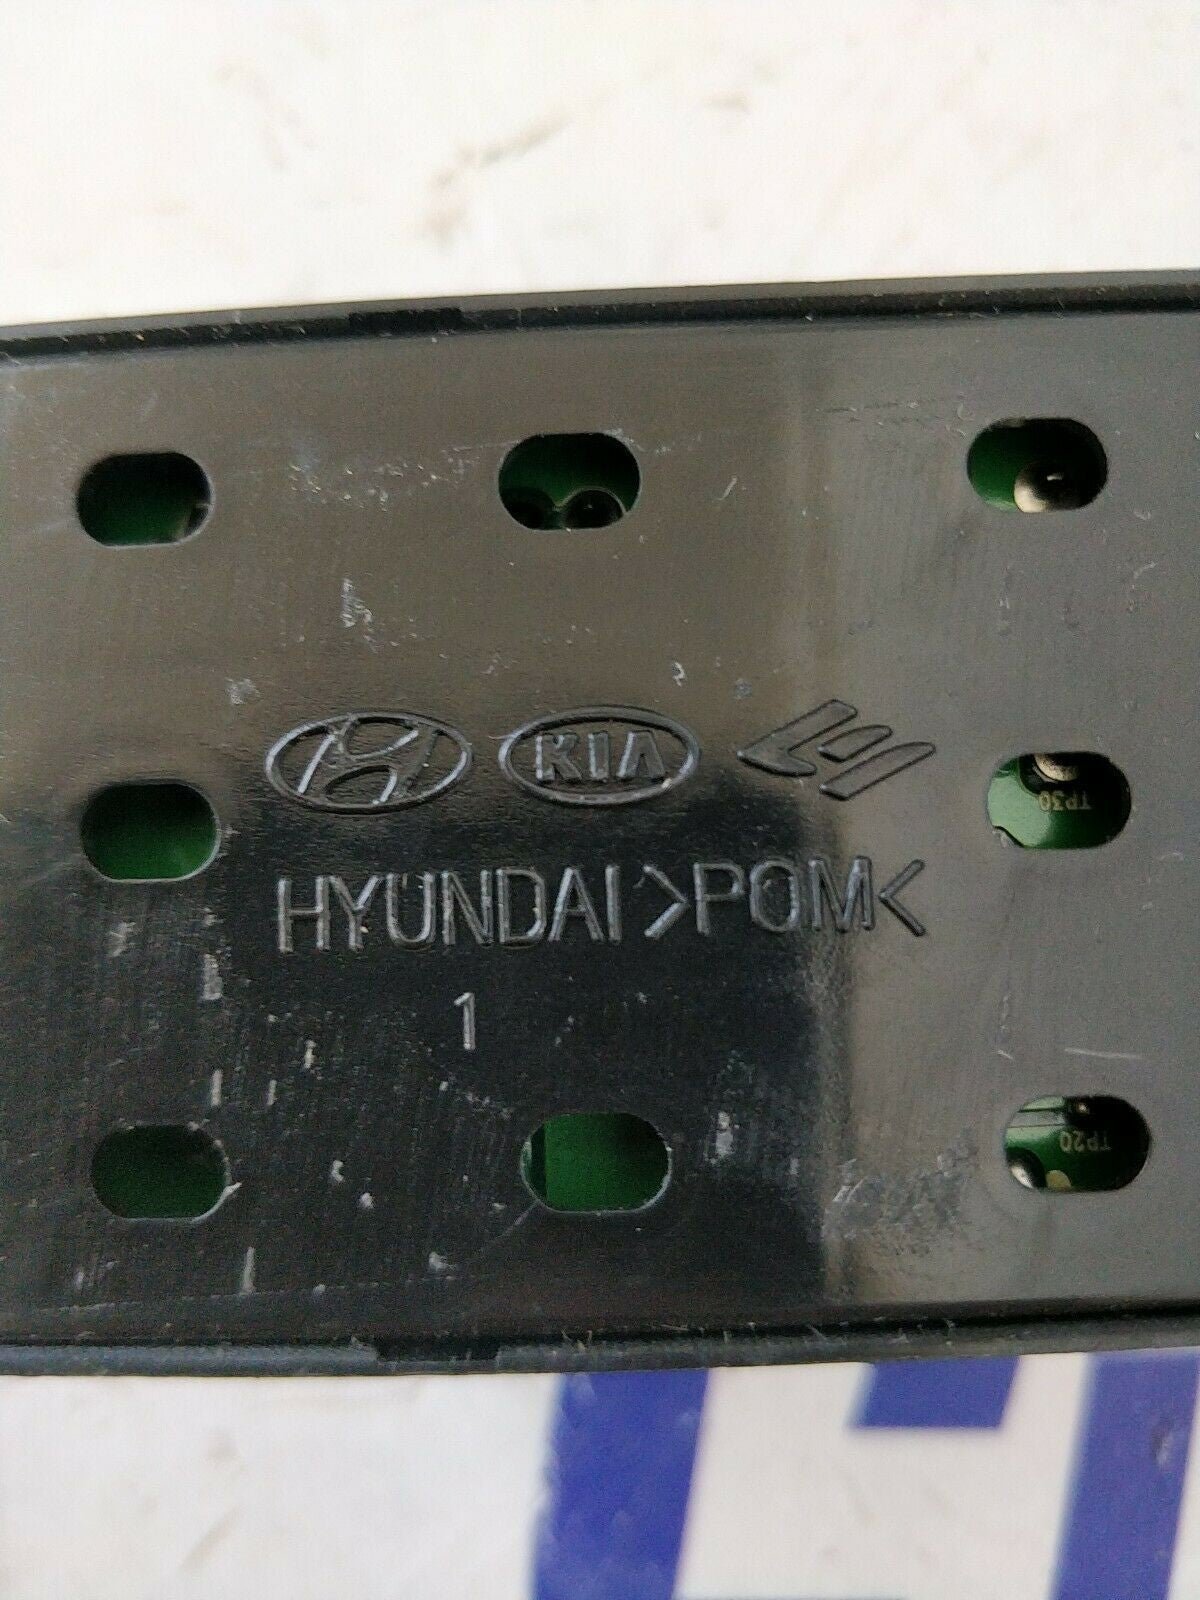 KIA
TP30
HYUNDAI >POM<
1
TP20